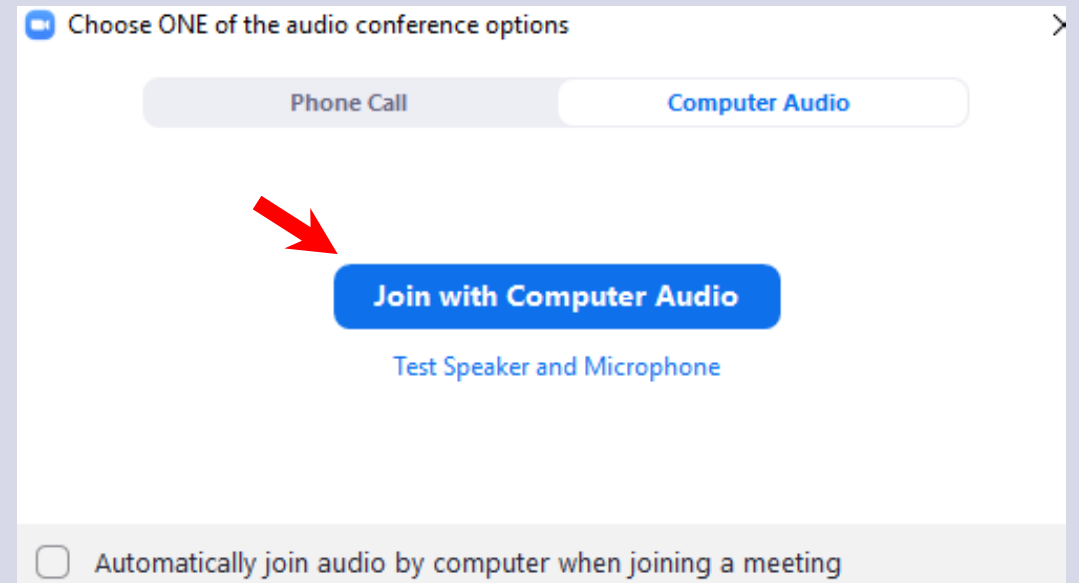 Choose ONE of the audio conference options
Phone Call
Computer Audio
Join with Computer Audio
Test Speaker and Microphone
Automatically join audio by computer when joining a meeting